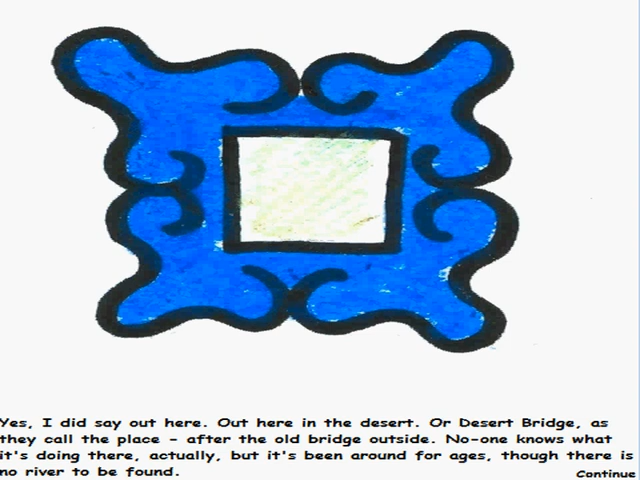 Yes, I did say out here. Out here in the desert. Or Desert Bridge, as
they call the place - after the old bridge outside. No-one knows what
it's doing there, actually, but it's been around for ages, though there is
no river to be found.
Continue